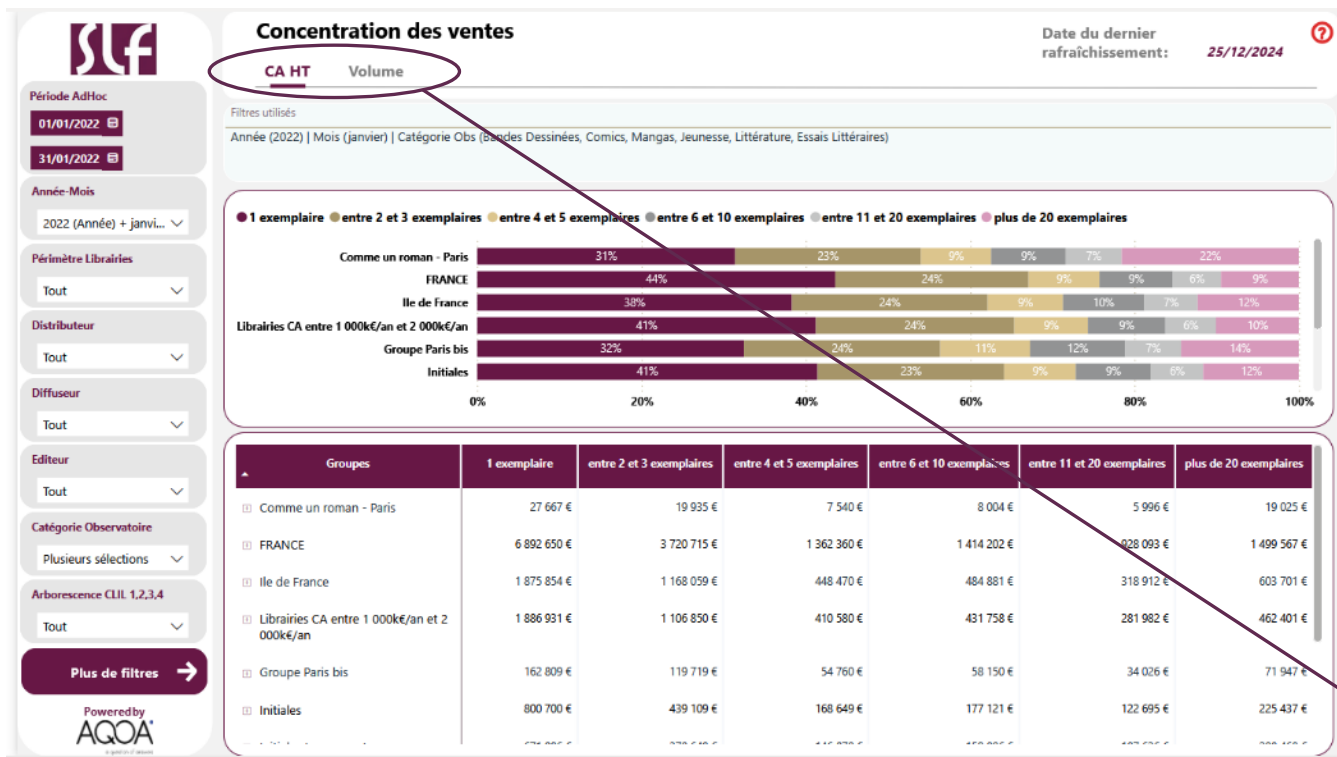 SLF
Période AdHoc
01/01/2022
31/01/2022
Année-Mois
2022 (Année) + janvi...
Périmètre Librairies
Tout
Distributeur
Tout
Diffuseur
Tout
Editeur
Tout
Catégorie Observatoire
Plusieurs sélections
Arborescence CLIL 1,2,3,4
Tout
Plus de filtres
Powered by
AQOA
Concentration des ventes
CA HT Volume
Date du dernier
rafraîchissement: 25/12/2024
?
Filtres utilisés
Année (2022) | Mois (janvier) | Catégorie Obs (Bandes Dessinées, Comics, Mangas, Jeunesse, Littérature, Essais Littéraires)
1 exemplaire entre 2 et 3 exemplaires entre 4 et 5 exemplaires entre 6 et 10 exemplaires entre 11 et 20 exemplaires plus de 20 exemplaires
Comme un roman - Paris 31% 23% 9% 9% 7% 22%
FRANCE 44% 24% 9% 9% 6% 9%
Ile de France 38% 24% 9% 10% 7% 12%
Librairies CA entre 1 000k€/an et 2 000k€/an 41% 24% 9% 9% 6% 10%
Groupe Paris bis 32% 24% 11% 12% 7% 14%
Initiales 41% 23% 9% 9% 6% 12%
0% 20% 40% 60% 80% 100%
Groupes 1 exemplaire entre 2 et 3 exemplaires entre 4 et 5 exemplaires entre 6 et 10 exemplaires entre 11 et 20 exemplaires plus de 20 exemplaires
Comme un roman - Paris 27 667 € 19 935 € 7 540 € 8 004 € 5 996 € 19 025 €
FRANCE 6 892 650 € 3 720 715 € 1 362 360 € 1 414 202 € 928 093 € 1 499 567 €
Ile de France 1 875 854 € 1 168 059 € 448 470 € 484 881 € 318 912 € 603 701 €
Librairies CA entre 1 000k€/an et 2 1 886 931 € 1 106 850 € 410 580 € 431 758 € 281 982 € 462 401 €
000k€/an
Groupe Paris bis 162 809 € 119 719 € 54 760 € 58 150 € 34 026 € 71 947 €
Initiales 800 700 € 439 109 € 168 649 € 177 121 € 122 695 € 225 437 €